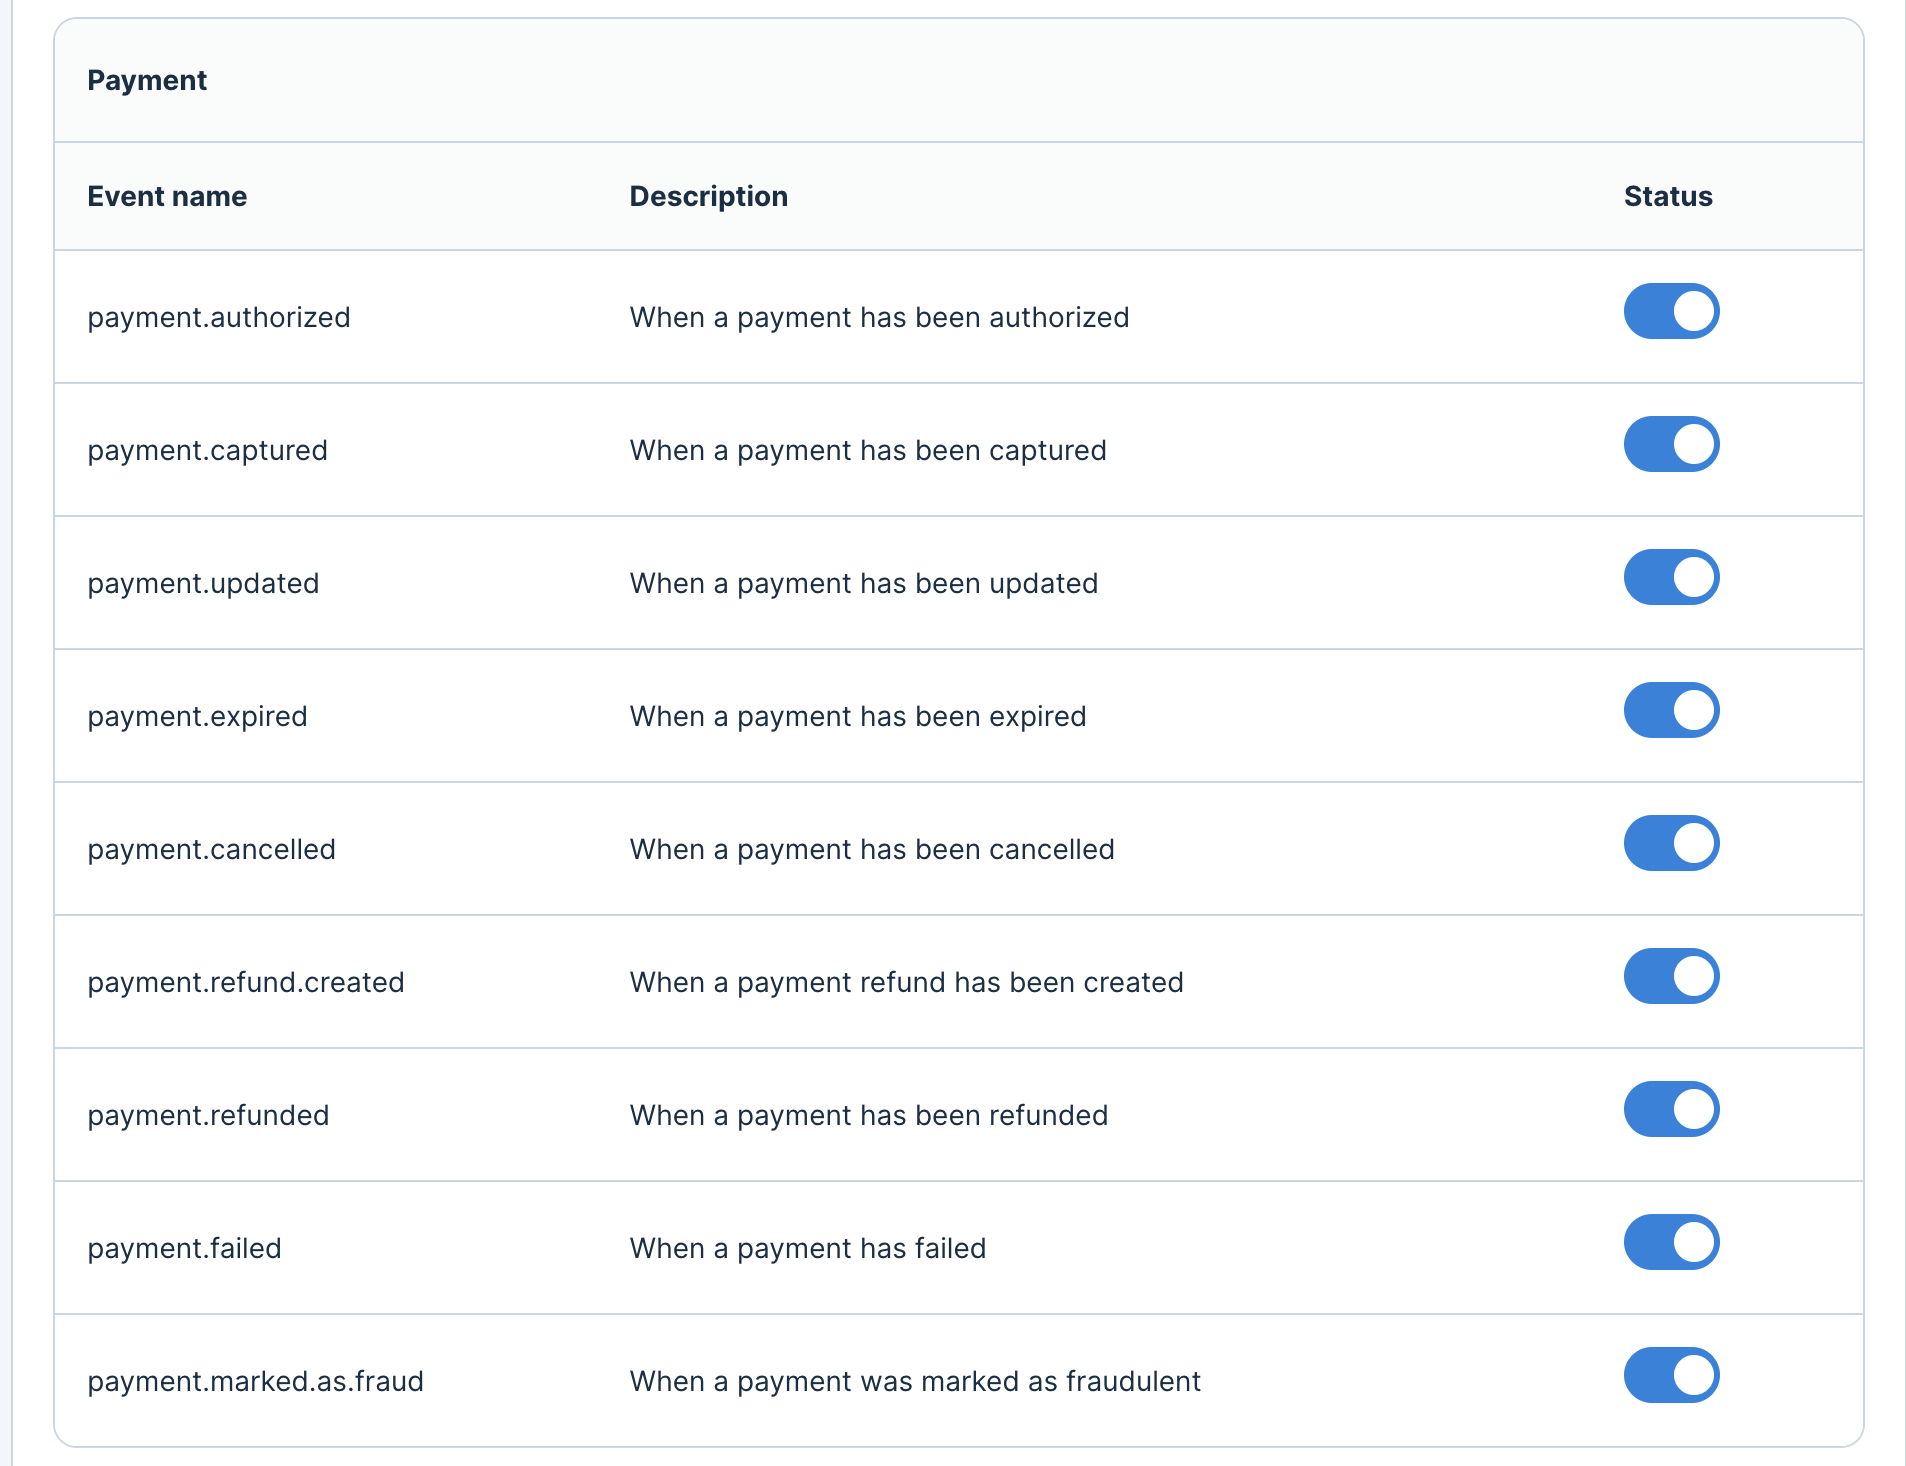 Payment
Event name Description Status
payment.authorized When a payment has been authorized
payment.captured When a payment has been captured
payment.updated When a payment has been updated
payment.expired When a payment has been expired
payment.cancelled When a payment has been cancelled
payment.refund.created When a payment refund has been created
payment.refunded When a payment has been refunded
payment.failed When a payment has failed
payment.marked.as.fraud When a payment was marked as fraudulent